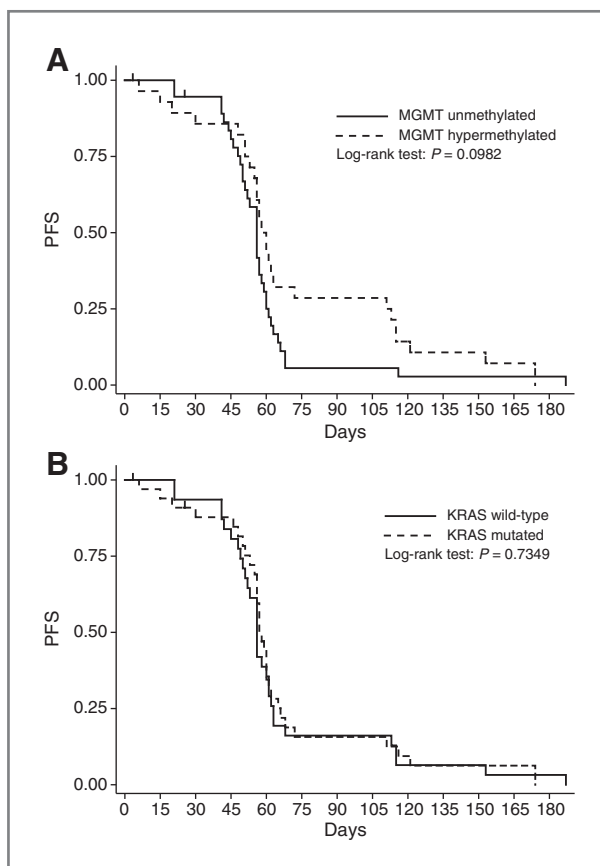 A
1.00
0.75
0.50
0.25
0.00
PFS
MGMT unmethylated
MGMT hypermethylated
Log-rank test: P = 0.0982
0 15 30 45 60 75 90 105 120 135 150 165 180
Days
B
1.00
0.75
0.50
0.25
0.00
PFS
KRAS wild-type
KRAS mutated
Log-rank test: P = 0.7349
0 15 30 45 60 75 90 105 120 135 150 165 180
Days